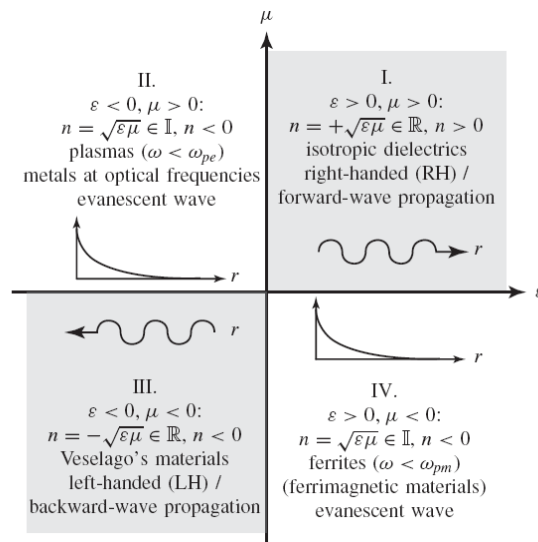 μ
II.
ε < 0, μ > 0:
n = √εμ ∈ 𝕀, n < 0
plasmas (ω < ωpe)
metals at optical frequencies
evanescent wave
r
I.
ε > 0, μ > 0:
n = +√εμ ∈ ℝ, n > 0
isotropic dielectrics
right-handed (RH) /
forward-wave propagation
r
ε
r
III.
ε < 0, μ < 0:
n = −√εμ ∈ ℝ, n < 0
Veselago's materials
left-handed (LH) /
backward-wave propagation
r
IV.
ε > 0, μ < 0:
n = √εμ ∈ 𝕀, n < 0
ferrites (ω < ωpm)
(ferrimagnetic materials)
evanescent wave